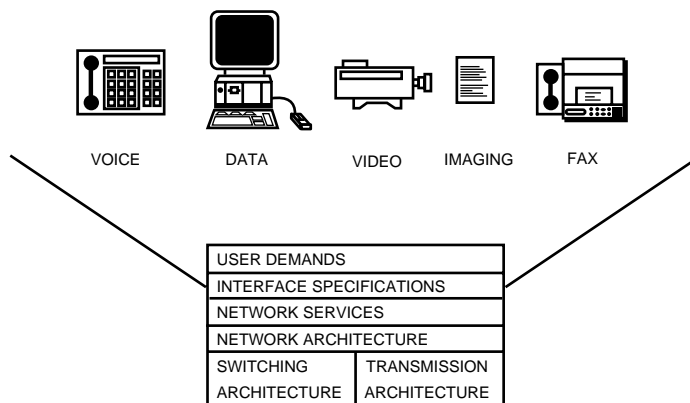 VOICE DATA VIDEO IMAGING FAX
USER DEMANDS
INTERFACE SPECIFICATIONS
NETWORK SERVICES
NETWORK ARCHITECTURE
SWITCHING ARCHITECTURE
TRANSMISSION ARCHITECTURE